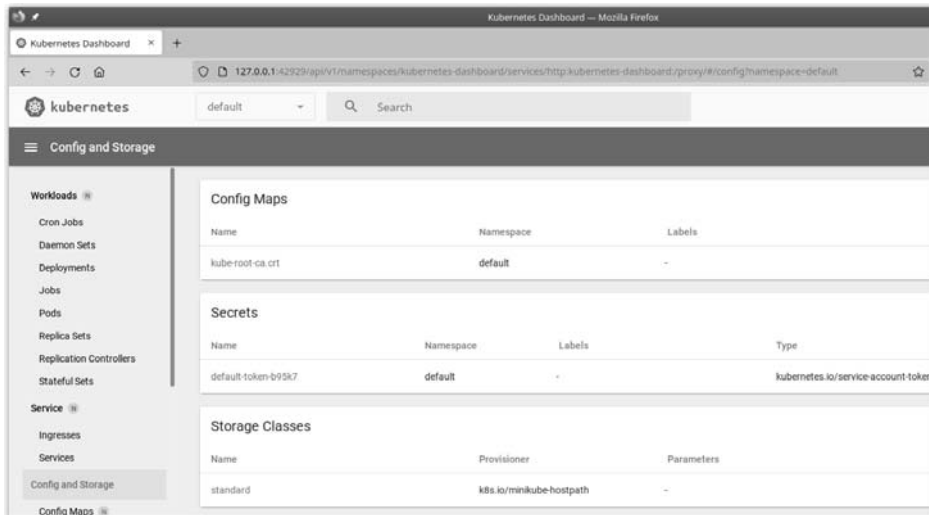 Kubernetes Dashboard — Mozilla Firefox
Kubernetes Dashboard × +
127.0.0.1:42929/api/v1/namespaces/kubernetes-dashboard/services/http:kubernetes-dashboard:/proxy/#/config?namespace=default
kubernetes default Search
Config and Storage
Workloads N
Cron Jobs
Daemon Sets
Deployments
Jobs
Pods
Replica Sets
Replication Controllers
Stateful Sets
Service N
Ingresses
Services
Config and Storage
Config Maps N
Config Maps
Name Namespace Labels
kube-root-ca.crt default -
Secrets
Name Namespace Labels Type
default-token-b95k7 default - kubernetes.io/service-account-token
Storage Classes
Name Provisioner Parameters
standard k8s.io/minikube-hostpath -